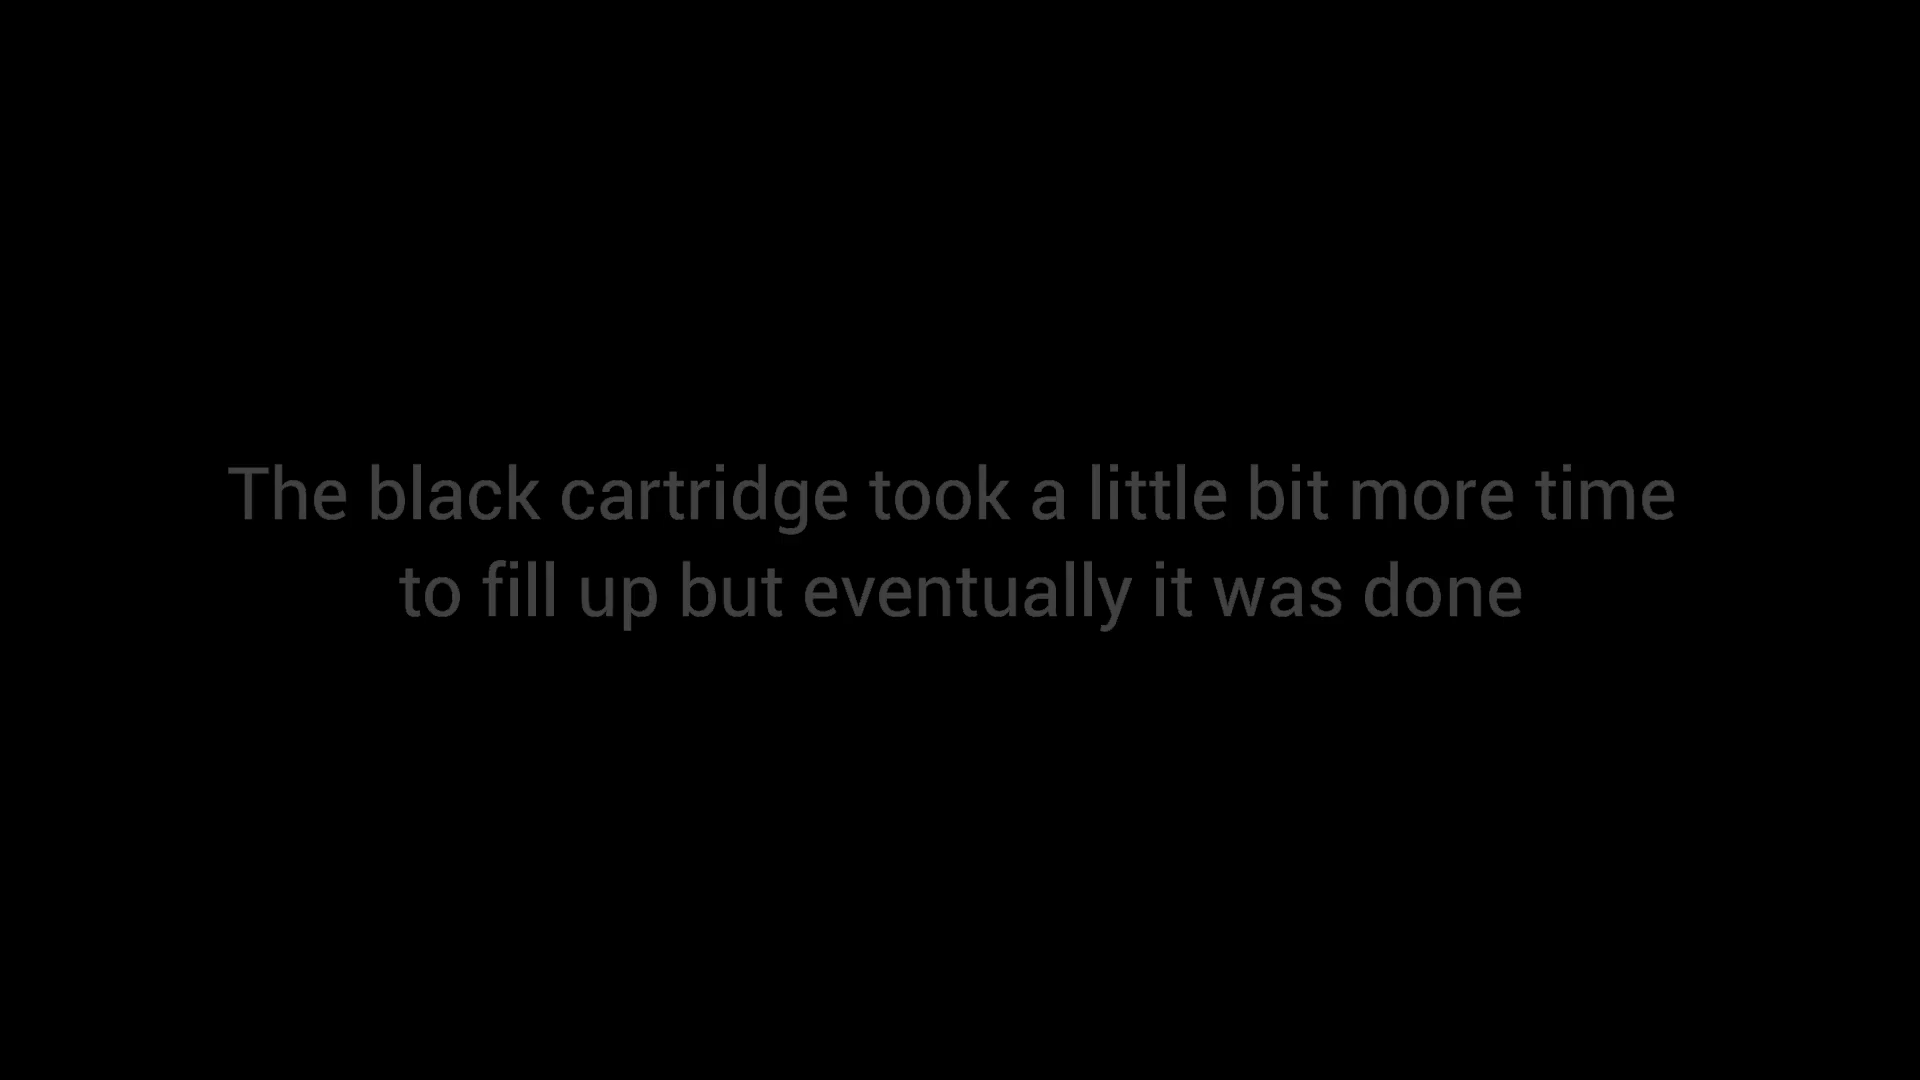 The black cartridge took a little bit more time
to fill up but eventually it was done